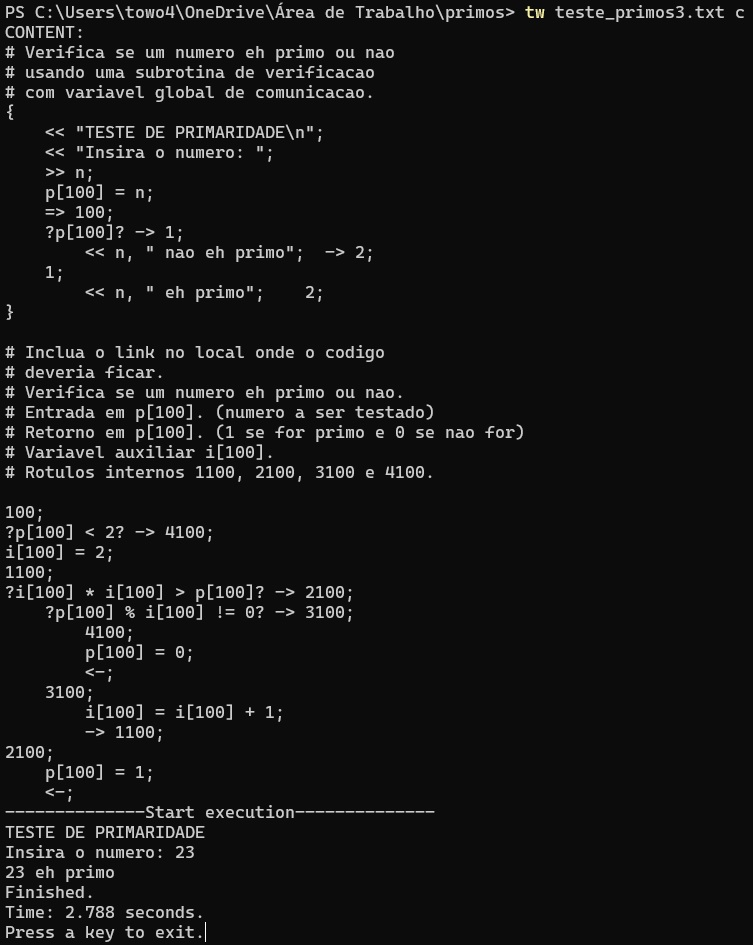 PS C:\Users\towo4\OneDrive\Área de Trabalho\primos> tw teste_primos3.txt c
CONTENT:
# Verifica se um numero eh primo ou nao
# usando uma subrotina de verificacao
# com variavel global de comunicacao.
{
    << "TESTE DE PRIMARIDADE\n";
    << "Insira o numero: ";
    >> n;
    p[100] = n;
    => 100;
    ?p[100]? -> 1;
        << n, " nao eh primo";  -> 2;
    1;
        << n, " eh primo";    2;
}

# Inclua o link no local onde o codigo
# deveria ficar.
# Verifica se um numero eh primo ou nao.
# Entrada em p[100]. (numero a ser testado)
# Retorno em p[100]. (1 se for primo e 0 se nao for)
# Variavel auxiliar i[100].
# Rotulos internos 1100, 2100, 3100 e 4100.

100;
?p[100] < 2? -> 4100;
i[100] = 2;
1100;
?i[100] * i[100] > p[100]? -> 2100;
    ?p[100] % i[100] != 0? -> 3100;
        4100;
        p[100] = 0;
        <-;
    3100;
        i[100] = i[100] + 1;
        -> 1100;
2100;
    p[100] = 1;
    <-;
--------------Start execution--------------
TESTE DE PRIMARIDADE
Insira o numero: 23
23 eh primo
Finished.
Time: 2.788 seconds.
Press a key to exit.